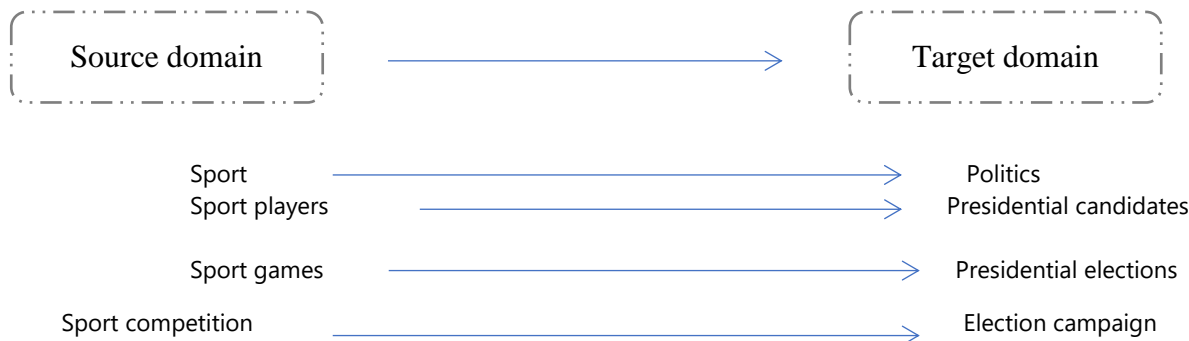 Source domain Target domain
Sport Politics
Sport players Presidential candidates
Sport games Presidential elections
Sport competition Election campaign